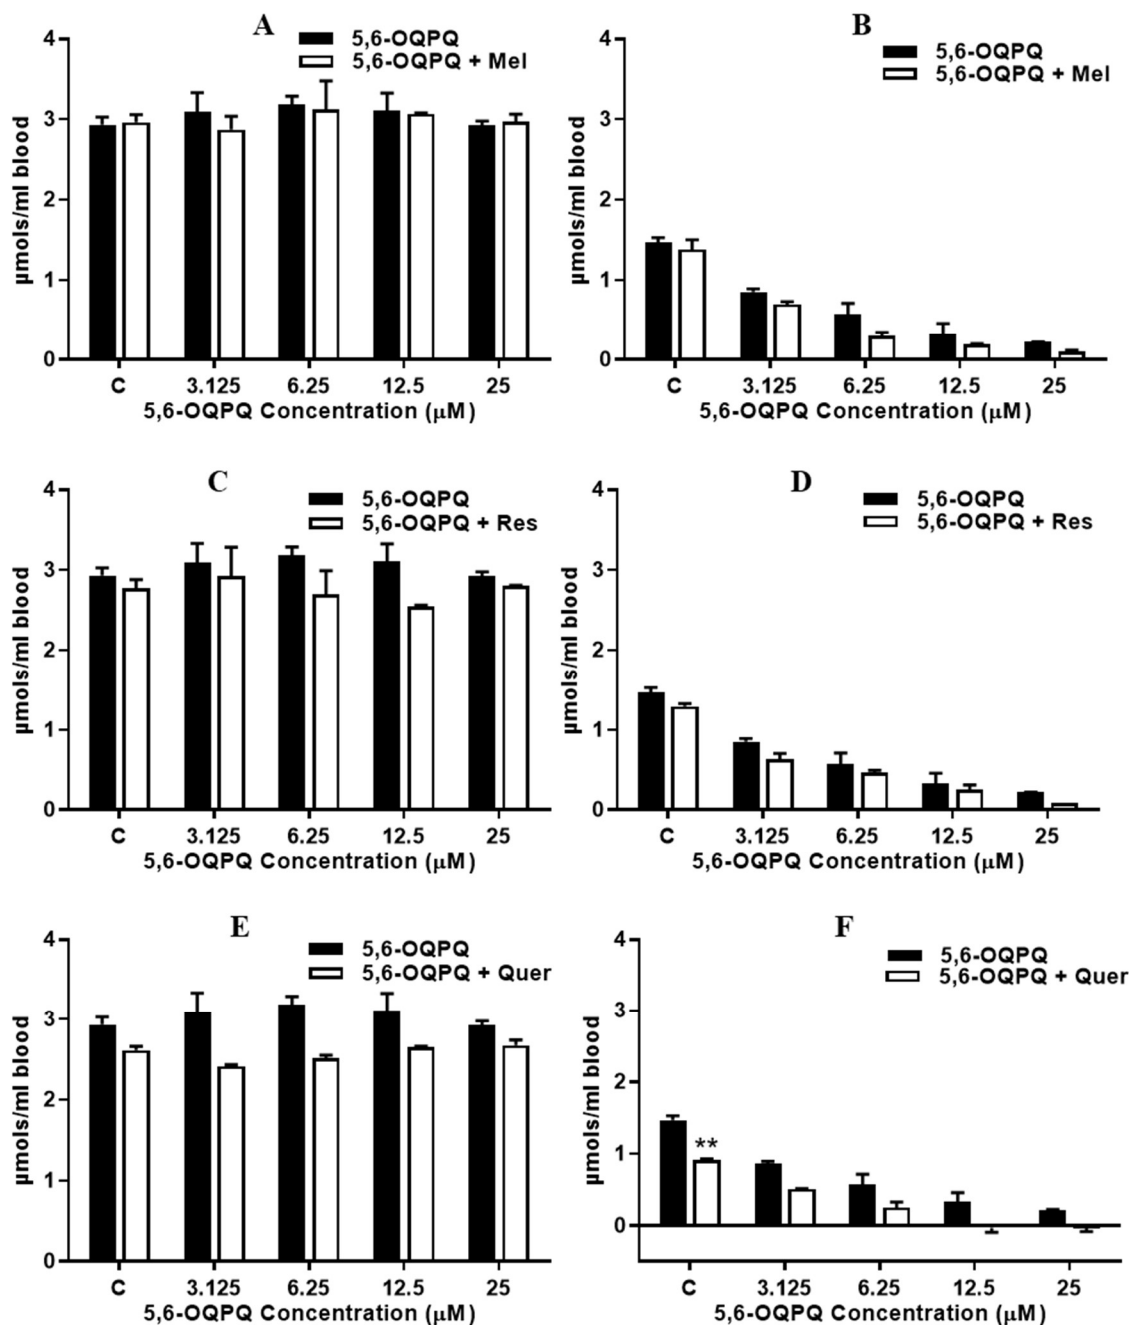 A
5,6-OQPQ
5,6-OQPQ + Mel
4
3
2
1
0
µmols/ml blood
C 3.125 6.25 12.5 25
5,6-OQPQ Concentration (µM)
B
5,6-OQPQ
5,6-OQPQ + Mel
4
3
2
1
0
µmols/ml blood
C 3.125 6.25 12.5 25
5,6-OQPQ Concentration (µM)
C
5,6-OQPQ
5,6-OQPQ + Res
4
3
2
1
0
µmols/ml blood
C 3.125 6.25 12.5 25
5,6-OQPQ Concentration (µM)
D
5,6-OQPQ
5,6-OQPQ + Res
4
3
2
1
0
µmols/ml blood
C 3.125 6.25 12.5 25
5,6-OQPQ Concentration (µM)
E
5,6-OQPQ
5,6-OQPQ + Quer
4
3
2
1
0
µmols/ml blood
C 3.125 6.25 12.5 25
5,6-OQPQ Concentration (µM)
F
5,6-OQPQ
5,6-OQPQ + Quer
4
3
2
1
0
**
µmols/ml blood
C 3.125 6.25 12.5 25
5,6-OQPQ Concentration (µM)